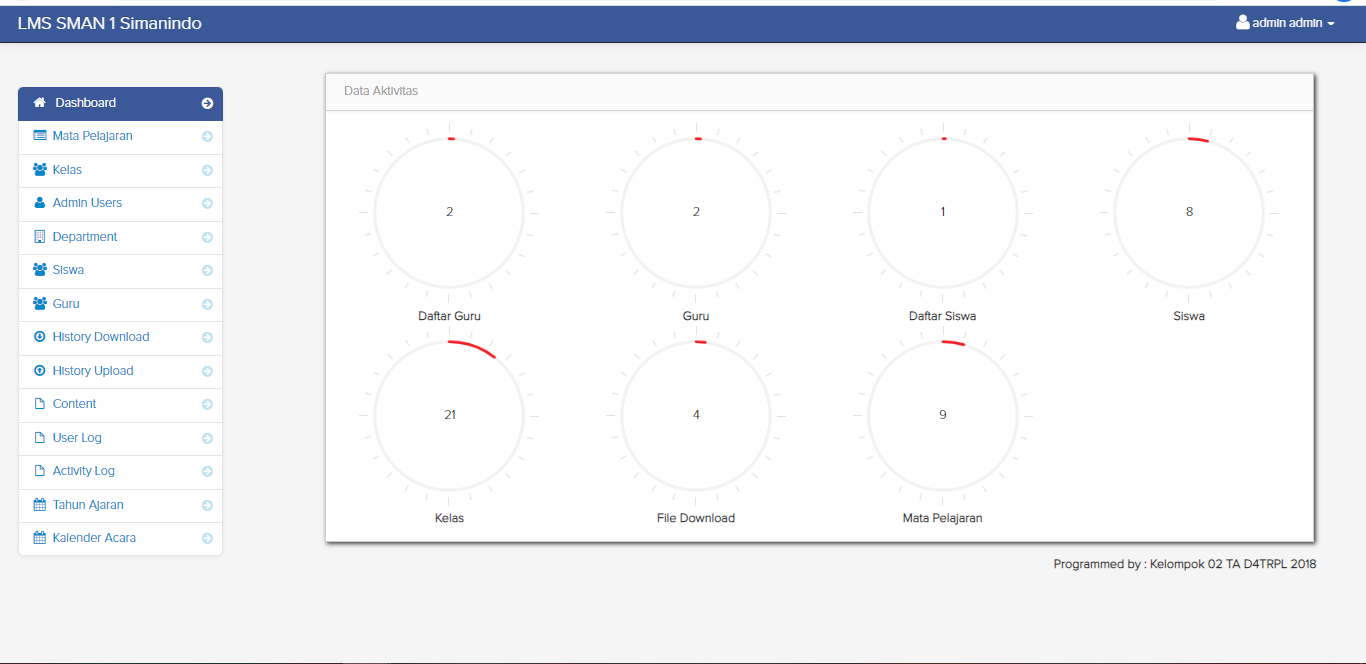 LMS SMAN 1 Simanindo
admin admin
Dashboard
Mata Pelajaran
Kelas
Admin Users
Department
Siswa
Guru
History Download
History Upload
Content
User Log
Activity Log
Tahun Ajaran
Kalender Acara
Data Aktivitas
2
2
1
8
Daftar Guru
Guru
Daftar Siswa
Siswa
21
4
9
Kelas
File Download
Mata Pelajaran
Programmed by : Kelompok 02 TA D4TRPL 2018